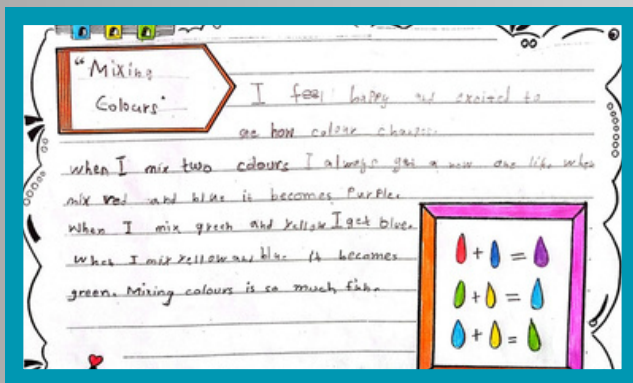 "Mixing
Colours"
I feel happy and excited to
see how colour changes.
when I mix two colours I always get a new one like when
mix red and blue it becomes Purple.
When I mix green and yellow I get blue.
When I mix yellow and blue it becomes
green. Mixing colours is so much fun.
+ =
+ =
+ =